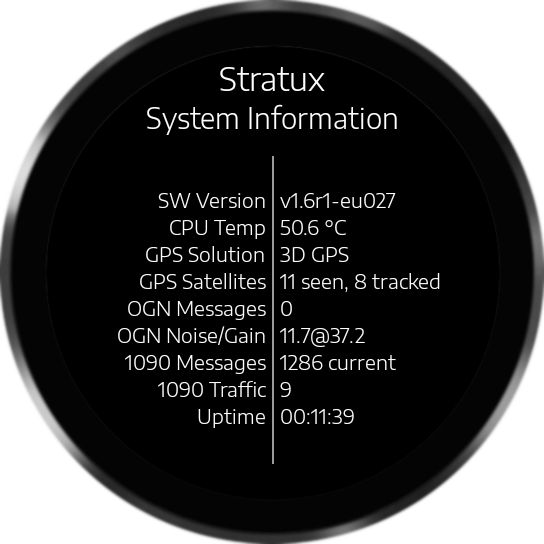 Stratux
System Information
SW Version v1.6r1-eu027
CPU Temp 50.6 °C
GPS Solution 3D GPS
GPS Satellites 11 seen, 8 tracked
OGN Messages 0
OGN Noise/Gain 11.7@37.2
1090 Messages 1286 current
1090 Traffic 9
Uptime 00:11:39